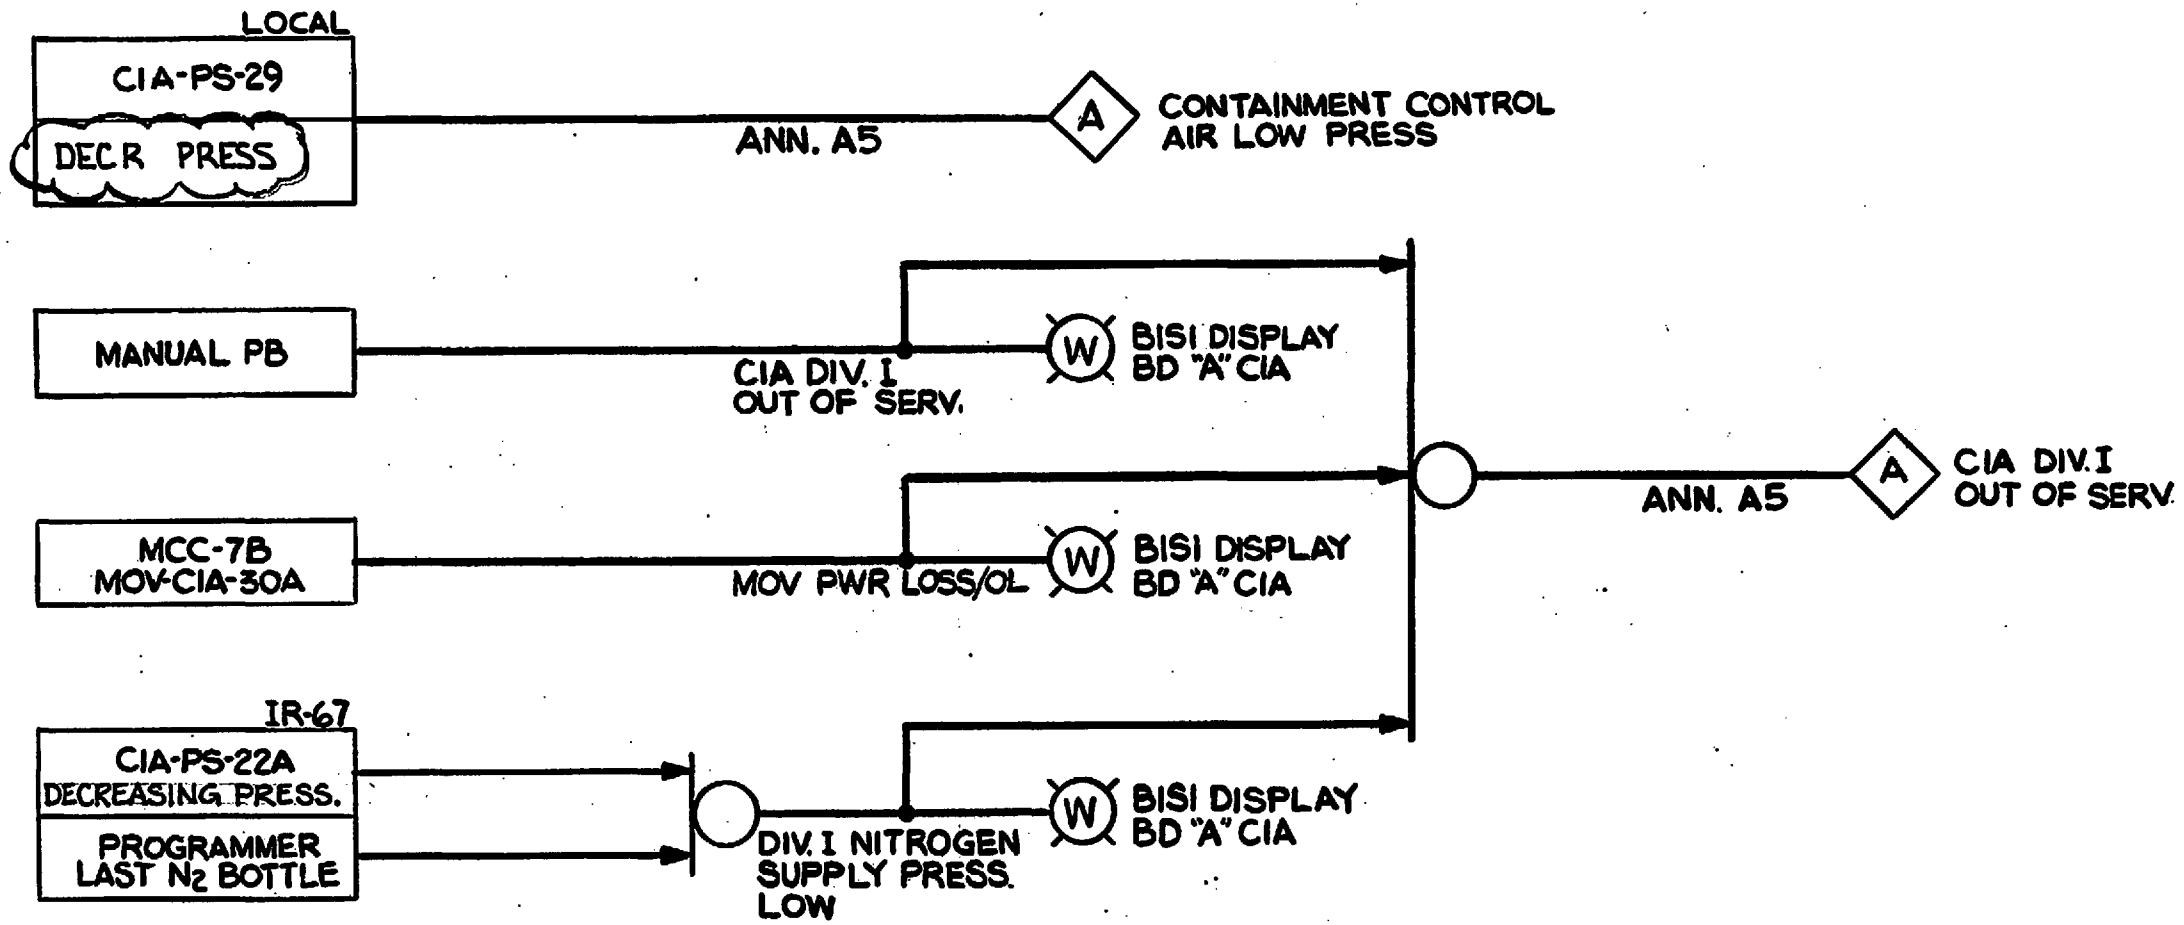 LOCAL
CIA-PS-29
DECR PRESS
ANN. A5
A
CONTAINMENT CONTROL
AIR LOW PRESS
MANUAL PB
CIA DIV. I
OUT OF SERV.
W
BISI DISPLAY
BD "A" CIA
MCC-7B
MOV-CIA-30A
MOV PWR LOSS/OL
W
BISI DISPLAY
BD "A" CIA
ANN. A5
A
CIA DIV. I
OUT OF SERV.
IR-67
CIA-PS-22A
DECREASING PRESS.
PROGRAMMER
LAST N2 BOTTLE
DIV. I NITROGEN
SUPPLY PRESS.
LOW
W
BISI DISPLAY
BD "A" CIA